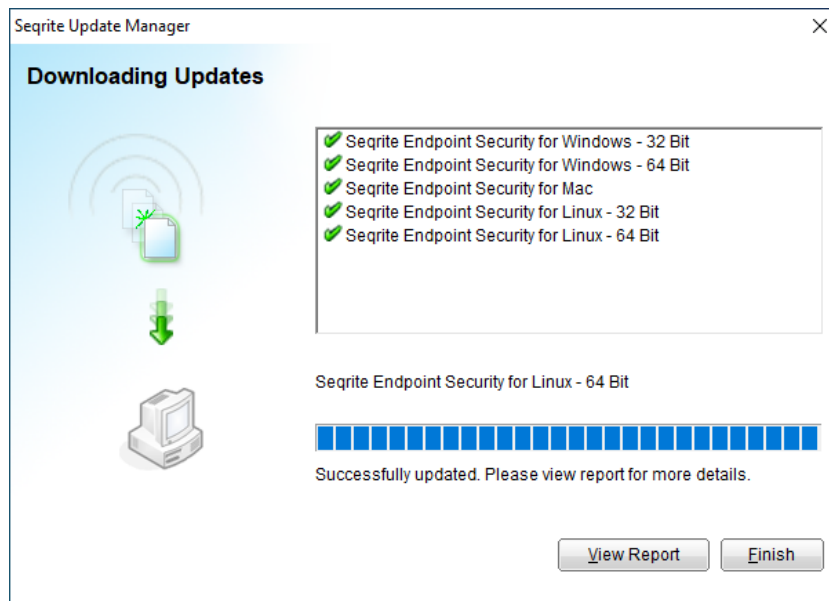 Seqrite Update Manager
Downloading Updates
Seqrite Endpoint Security for Windows - 32 Bit
Seqrite Endpoint Security for Windows - 64 Bit
Seqrite Endpoint Security for Mac
Seqrite Endpoint Security for Linux - 32 Bit
Seqrite Endpoint Security for Linux - 64 Bit
Seqrite Endpoint Security for Linux - 64 Bit
Successfully updated. Please view report for more details.
View Report
Finish